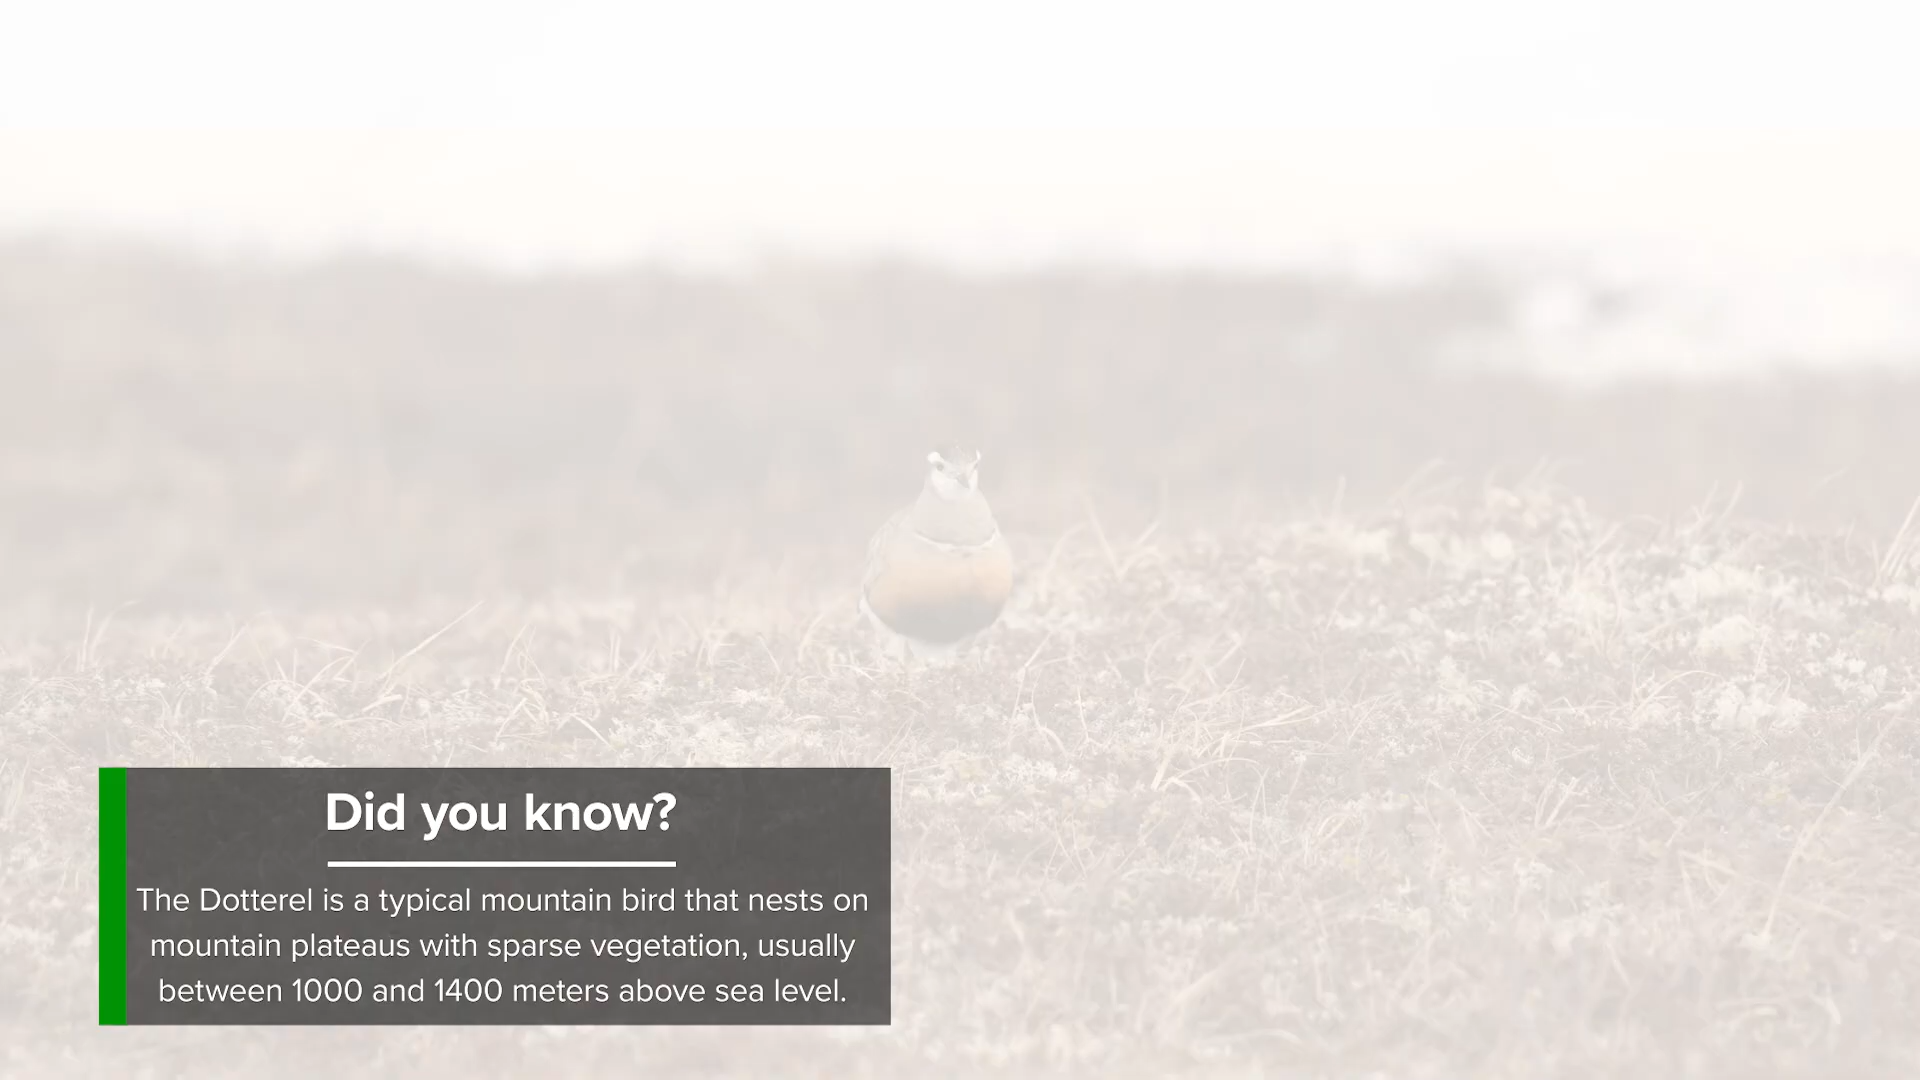 Did you know?
The Dotterel is a typical mountain bird that nests on
mountain plateaus with sparse vegetation, usually
between 1000 and 1400 meters above sea level.